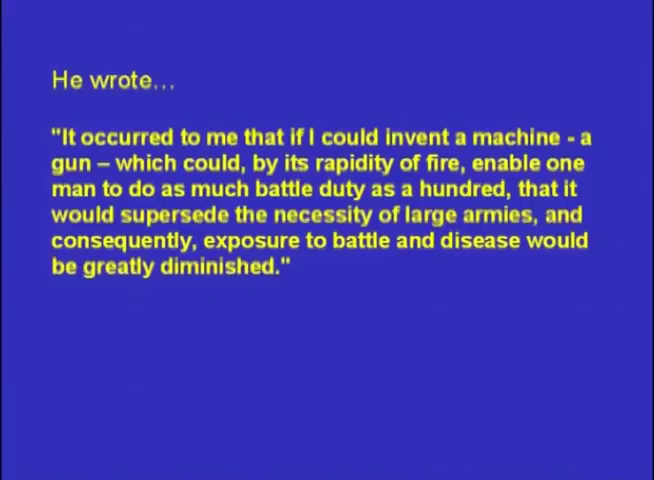 He wrote...
"It occurred to me that if I could invent a machine - a
gun – which could, by its rapidity of fire, enable one
man to do as much battle duty as a hundred, that it
would supersede the necessity of large armies, and
consequently, exposure to battle and disease would
be greatly diminished."